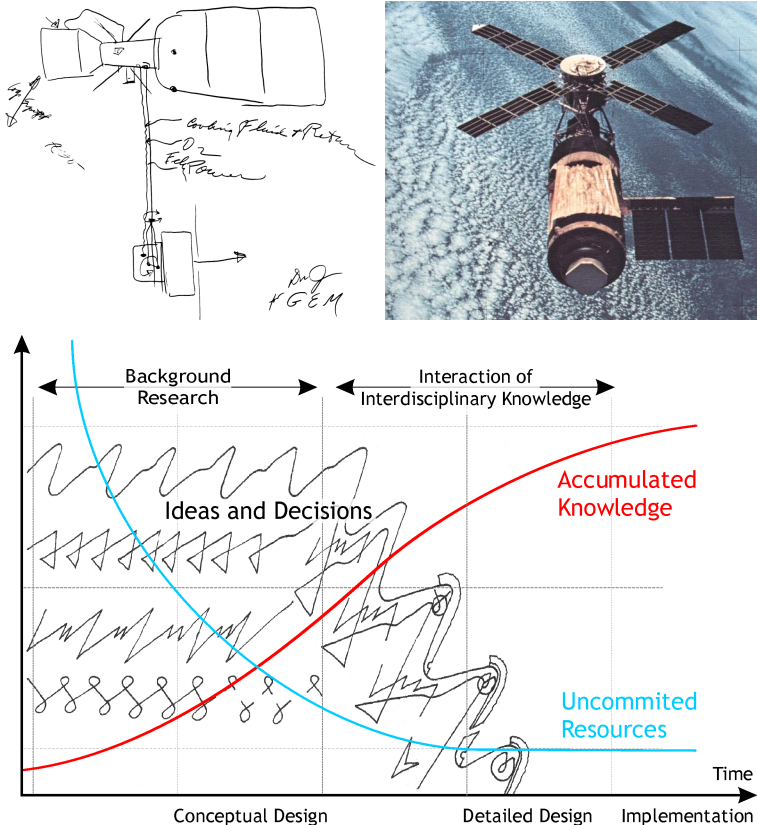 Cooling Fluid + Return
O2
Power
GEM
Background
Research
Interaction of
Interdisciplinary Knowledge
Ideas and Decisions
Accumulated
Knowledge
Uncommited
Resources
Time
Conceptual Design
Detailed Design
Implementation